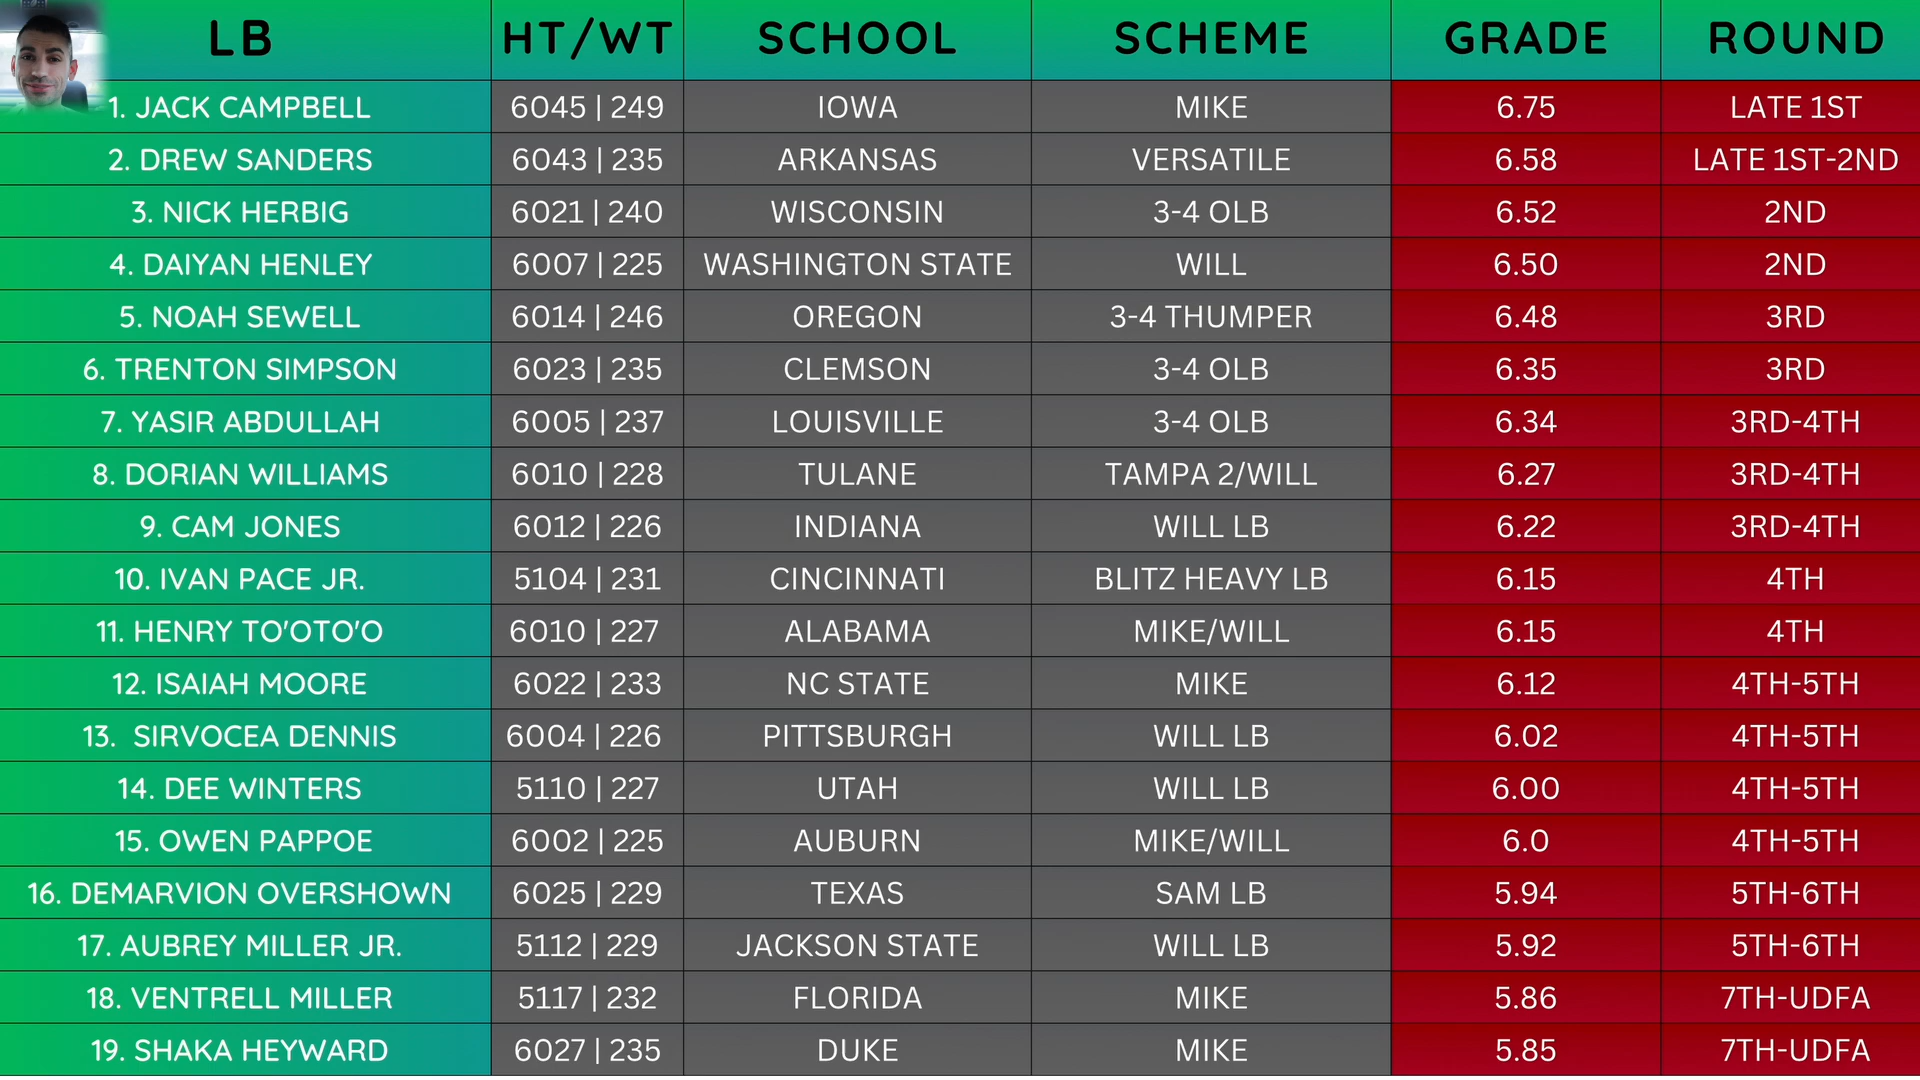 LB HT/WT SCHOOL SCHEME GRADE ROUND
1. JACK CAMPBELL 6045 | 249 IOWA MIKE 6.75 LATE 1ST
2. DREW SANDERS 6043 | 235 ARKANSAS VERSATILE 6.58 LATE 1ST-2ND
3. NICK HERBIG 6021 | 240 WISCONSIN 3-4 OLB 6.52 2ND
4. DAIYAN HENLEY 6007 | 225 WASHINGTON STATE WILL 6.50 2ND
5. NOAH SEWELL 6014 | 246 OREGON 3-4 THUMPER 6.48 3RD
6. TRENTON SIMPSON 6023 | 235 CLEMSON 3-4 OLB 6.35 3RD
7. YASIR ABDULLAH 6005 | 237 LOUISVILLE 3-4 OLB 6.34 3RD-4TH
8. DORIAN WILLIAMS 6010 | 228 TULANE TAMPA 2/WILL 6.27 3RD-4TH
9. CAM JONES 6012 | 226 INDIANA WILL LB 6.22 3RD-4TH
10. IVAN PACE JR. 5104 | 231 CINCINNATI BLITZ HEAVY LB 6.15 4TH
11. HENRY TO'OTO'O 6010 | 227 ALABAMA MIKE/WILL 6.15 4TH
12. ISAIAH MOORE 6022 | 233 NC STATE MIKE 6.12 4TH-5TH
13. SIRVOCEA DENNIS 6004 | 226 PITTSBURGH WILL LB 6.02 4TH-5TH
14. DEE WINTERS 5110 | 227 UTAH WILL LB 6.00 4TH-5TH
15. OWEN PAPPOE 6002 | 225 AUBURN MIKE/WILL 6.0 4TH-5TH
16. DEMARVION OVERSHOWN 6025 | 229 TEXAS SAM LB 5.94 5TH-6TH
17. AUBREY MILLER JR. 5112 | 229 JACKSON STATE WILL LB 5.92 5TH-6TH
18. VENTRELL MILLER 5117 | 232 FLORIDA MIKE 5.86 7TH-UDFA
19. SHAKA HEYWARD 6027 | 235 DUKE MIKE 5.85 7TH-UDFA